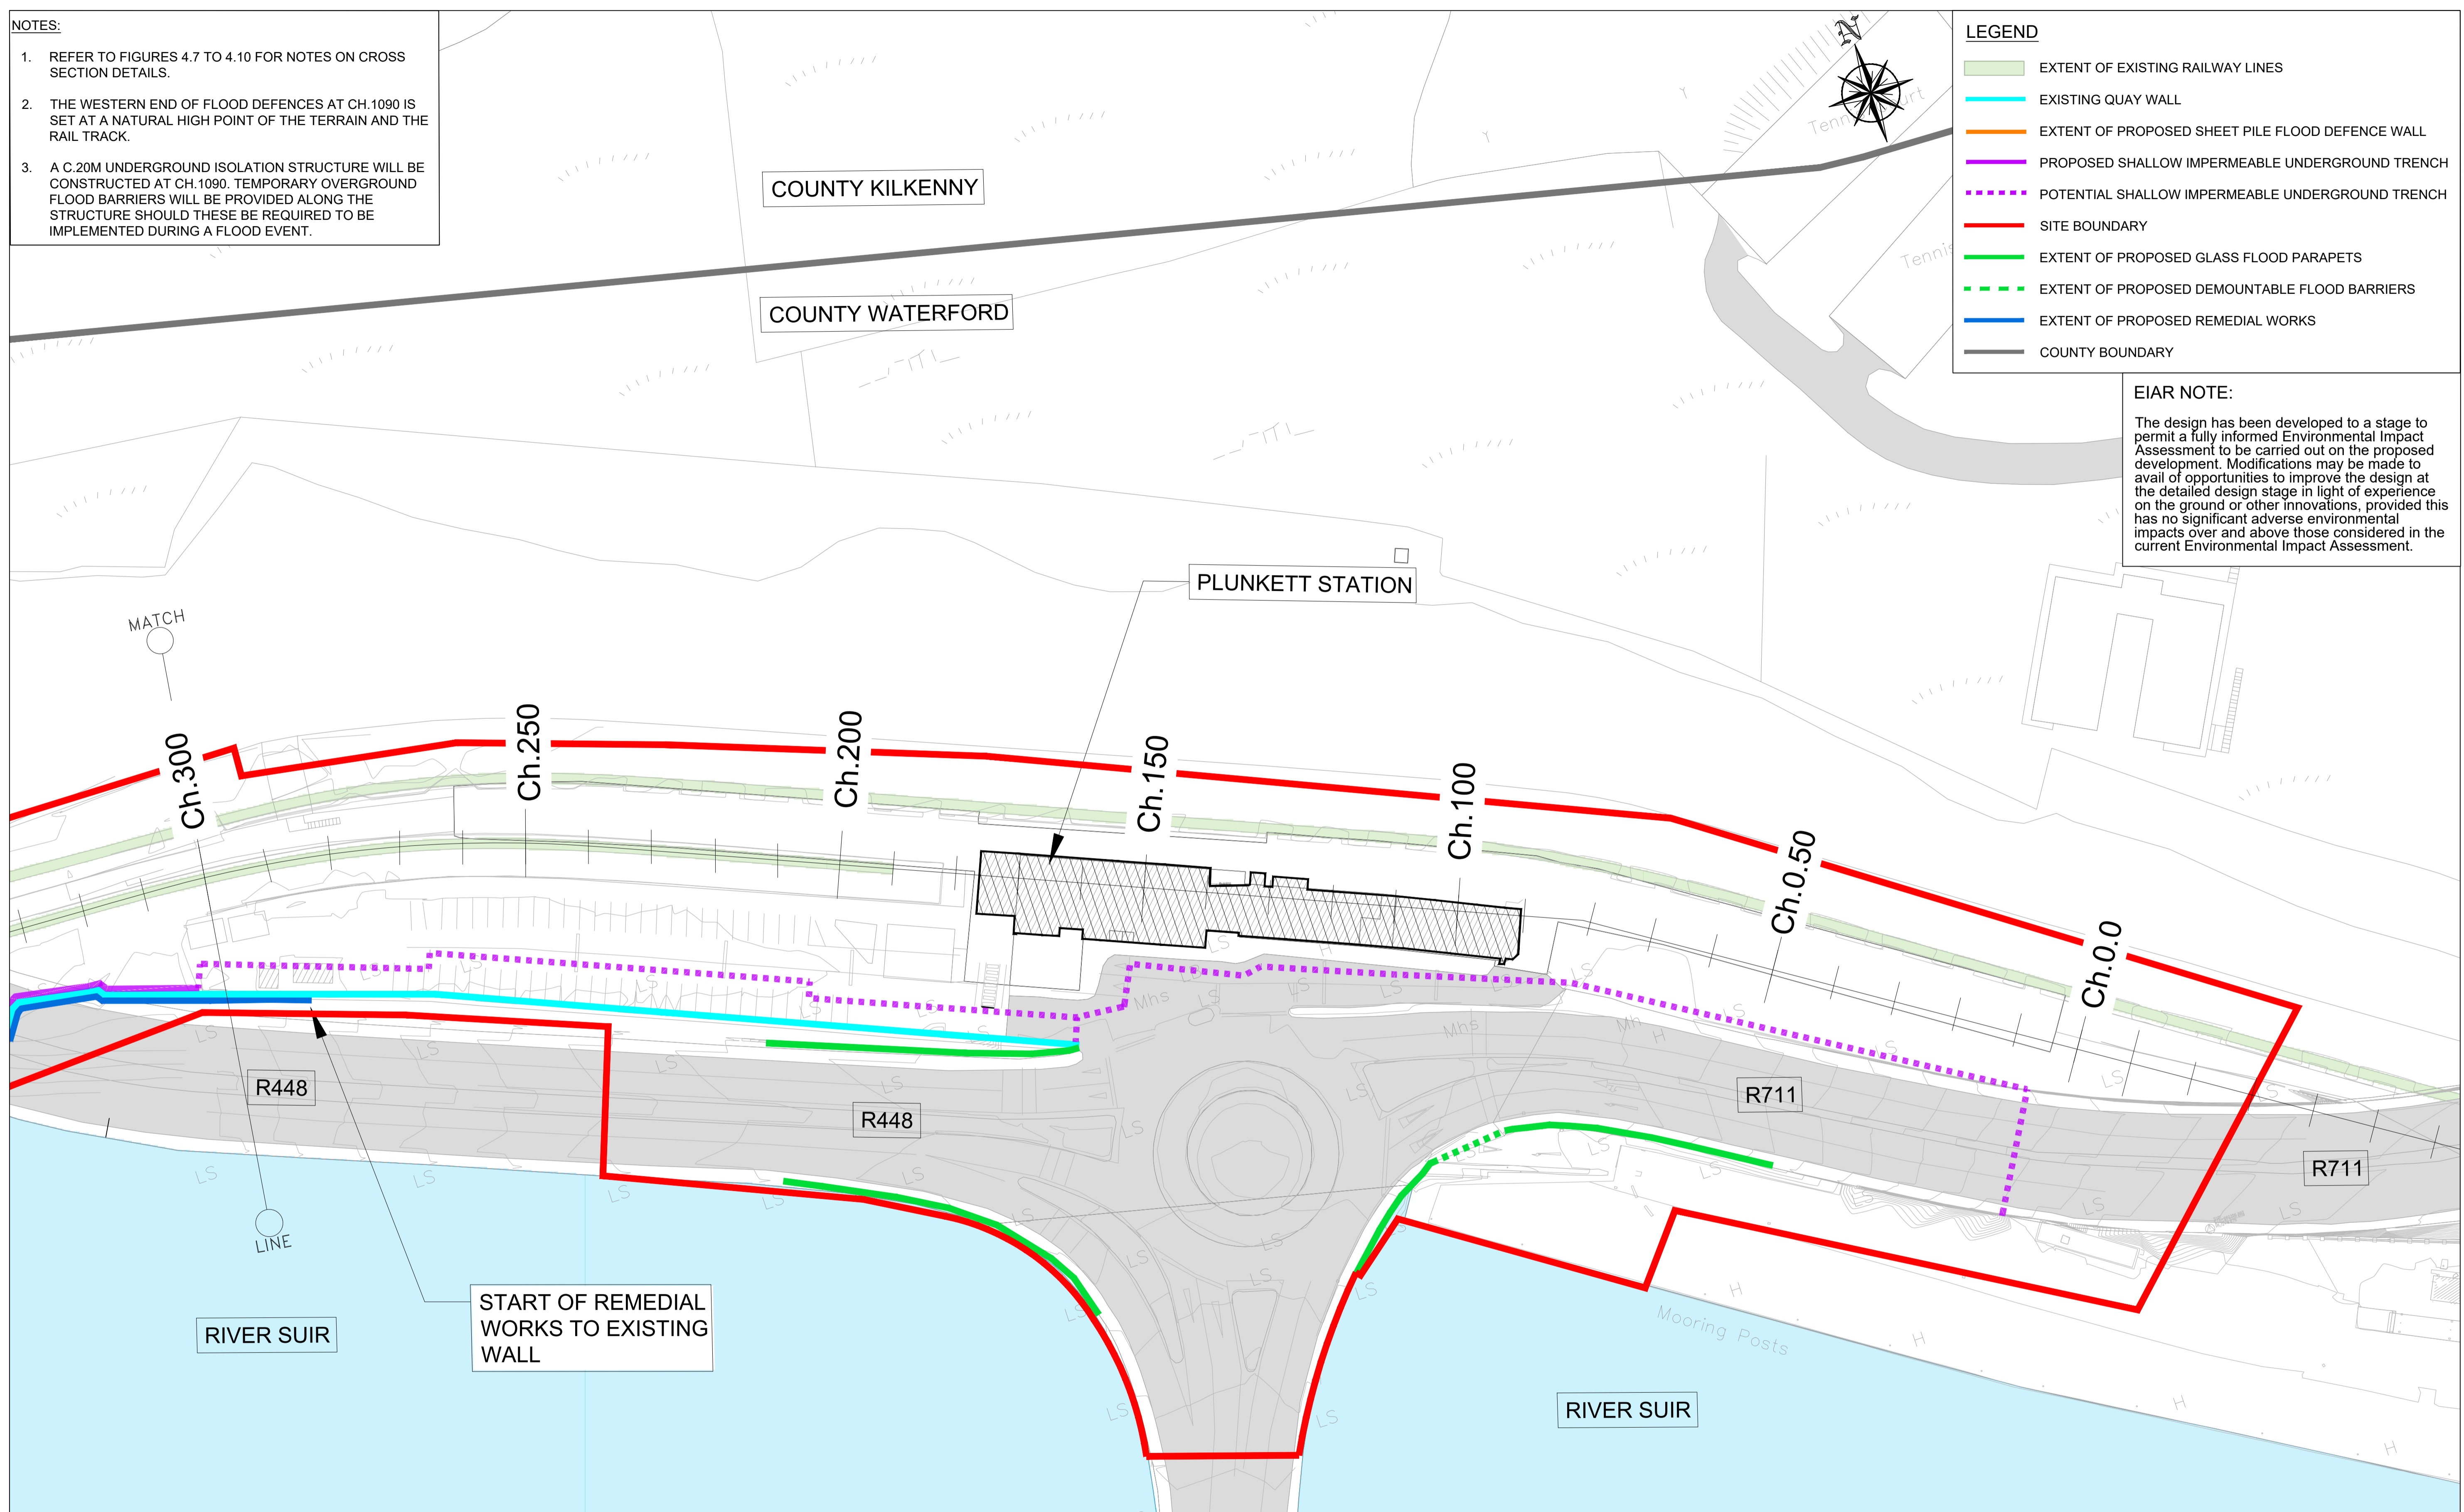 NOTES:
1. REFER TO FIGURES 4.7 TO 4.10 FOR NOTES ON CROSS
SECTION DETAILS.
2. THE WESTERN END OF FLOOD DEFENCES AT CH.1090 IS
SET AT A NATURAL HIGH POINT OF THE TERRAIN AND THE
RAIL TRACK.
3. A C.20M UNDERGROUND ISOLATION STRUCTURE WILL BE
CONSTRUCTED AT CH.1090. TEMPORARY OVERGROUND
FLOOD BARRIERS WILL BE PROVIDED ALONG THE
STRUCTURE SHOULD THESE BE REQUIRED TO BE
IMPLEMENTED DURING A FLOOD EVENT.
N
LEGEND
EXTENT OF EXISTING RAILWAY LINES
EXISTING QUAY WALL
EXTENT OF PROPOSED SHEET PILE FLOOD DEFENCE WALL
PROPOSED SHALLOW IMPERMEABLE UNDERGROUND TRENCH
POTENTIAL SHALLOW IMPERMEABLE UNDERGROUND TRENCH
SITE BOUNDARY
EXTENT OF PROPOSED GLASS FLOOD PARAPETS
EXTENT OF PROPOSED DEMOUNTABLE FLOOD BARRIERS
EXTENT OF PROPOSED REMEDIAL WORKS
COUNTY BOUNDARY
EIAR NOTE:
The design has been developed to a stage to
permit a fully informed Environmental Impact
Assessment to be carried out on the proposed
development. Modifications may be made to
avail of opportunities to improve the design at
the detailed design stage in light of experience
on the ground or other innovations, provided this
has no significant adverse environmental
impacts over and above those considered in the
current Environmental Impact Assessment.
COUNTY KILKENNY
COUNTY WATERFORD
PLUNKETT STATION
MATCH
Ch.300
Ch.250
Ch.200
Ch.150
Ch.100
Ch.0.50
Ch.0.0
Mhs
Mhs
Mh
R448
R448
R711
R711
LINE
START OF REMEDIAL
WORKS TO EXISTING
WALL
RIVER SUIR
Mooring Posts
RIVER SUIR